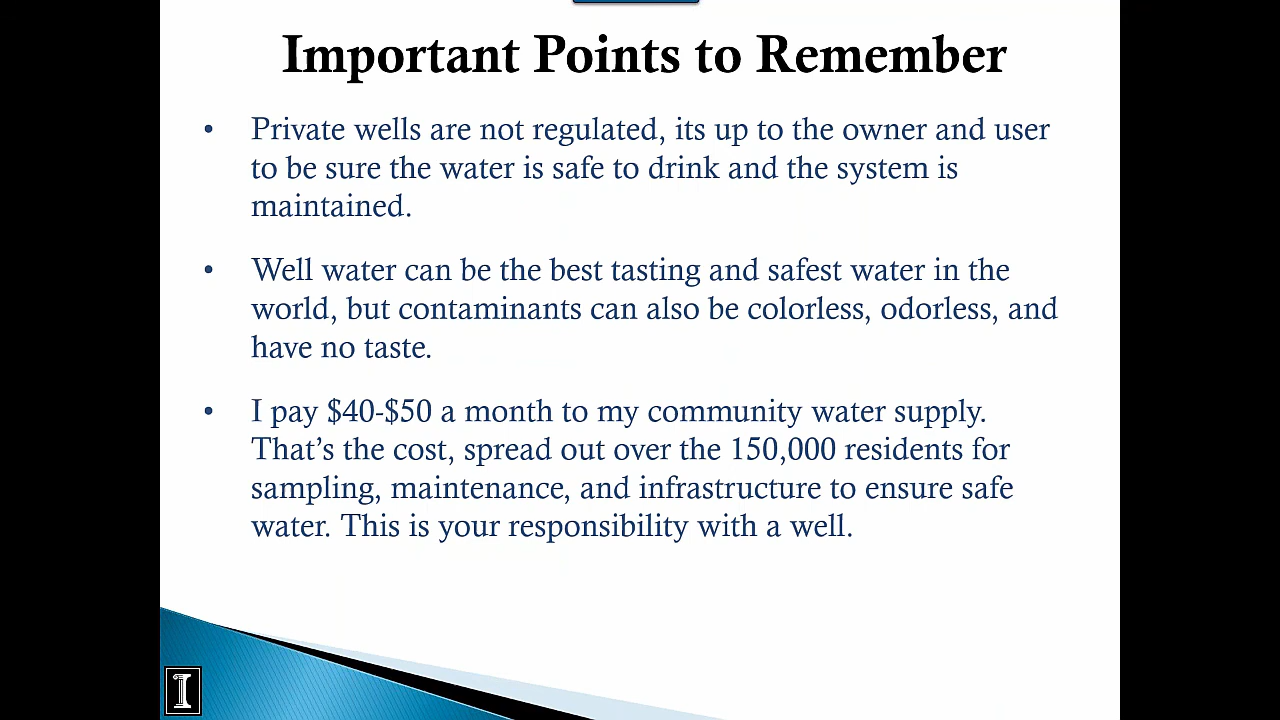 Important Points to Remember
• Private wells are not regulated, its up to the owner and user
to be sure the water is safe to drink and the system is
maintained.
• Well water can be the best tasting and safest water in the
world, but contaminants can also be colorless, odorless, and
have no taste.
• I pay $40-$50 a month to my community water supply.
That’s the cost, spread out over the 150,000 residents for
sampling, maintenance, and infrastructure to ensure safe
water. This is your responsibility with a well.
I